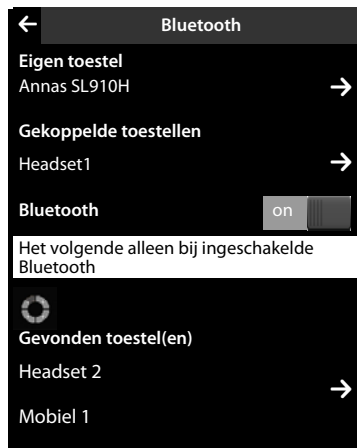 Bluetooth
Eigen toestel
Annas SL910H
Gekoppelde toestellen
Headset1
Bluetooth on
Het volgende alleen bij ingeschakelde
Bluetooth
Gevonden toestel(en)
Headset 2
Mobiel 1